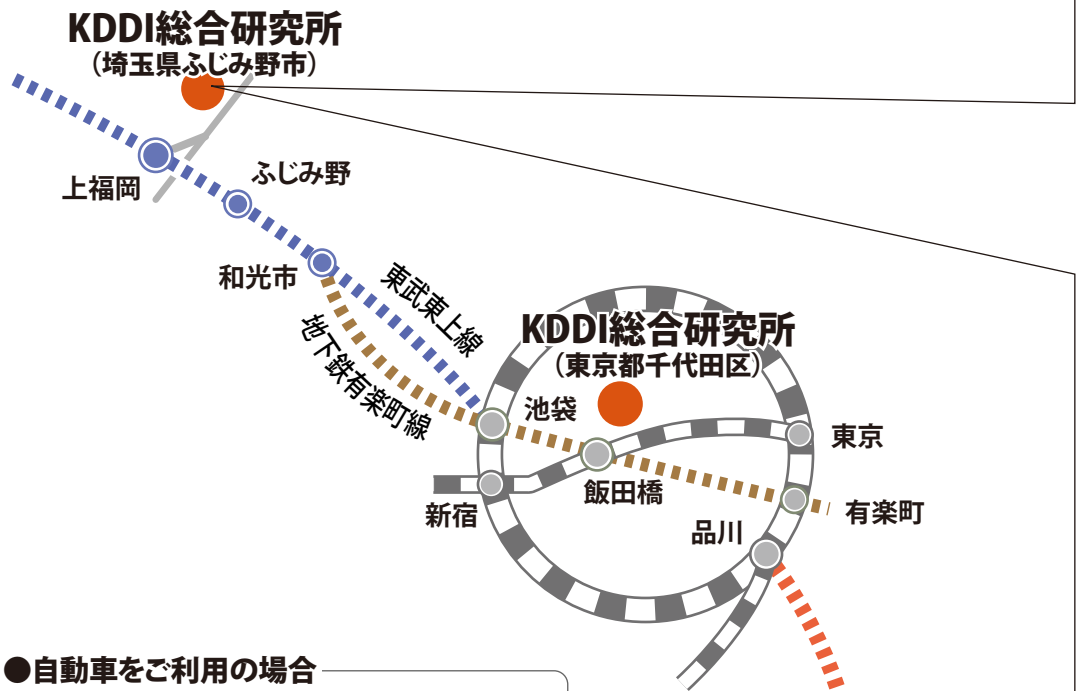 KDDI総合研究所
（埼玉県ふじみ野市）
上福岡
ふじみ野
和光市
東武東上線
地下鉄有楽町線
KDDI総合研究所
（東京都千代田区）
池袋
東京
飯田橋
新宿
有楽町
品川
●自動車をご利用の場合